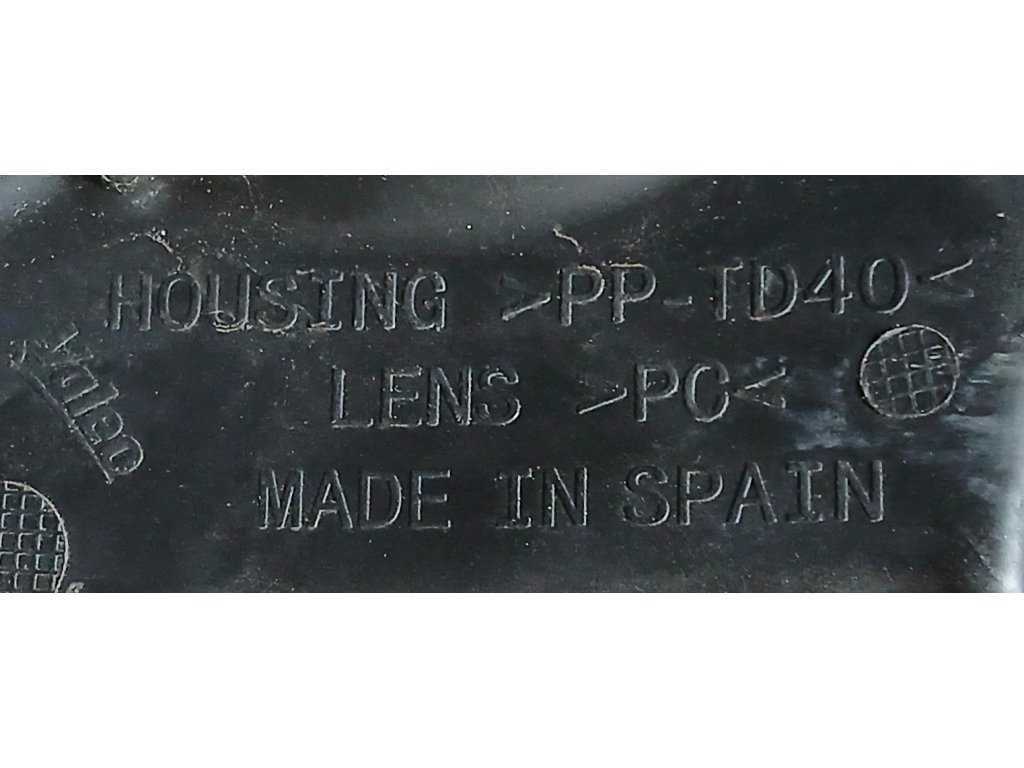 HOUSING >PP-TD40<
Valeo
LENS >PC<
MADE IN SPAIN